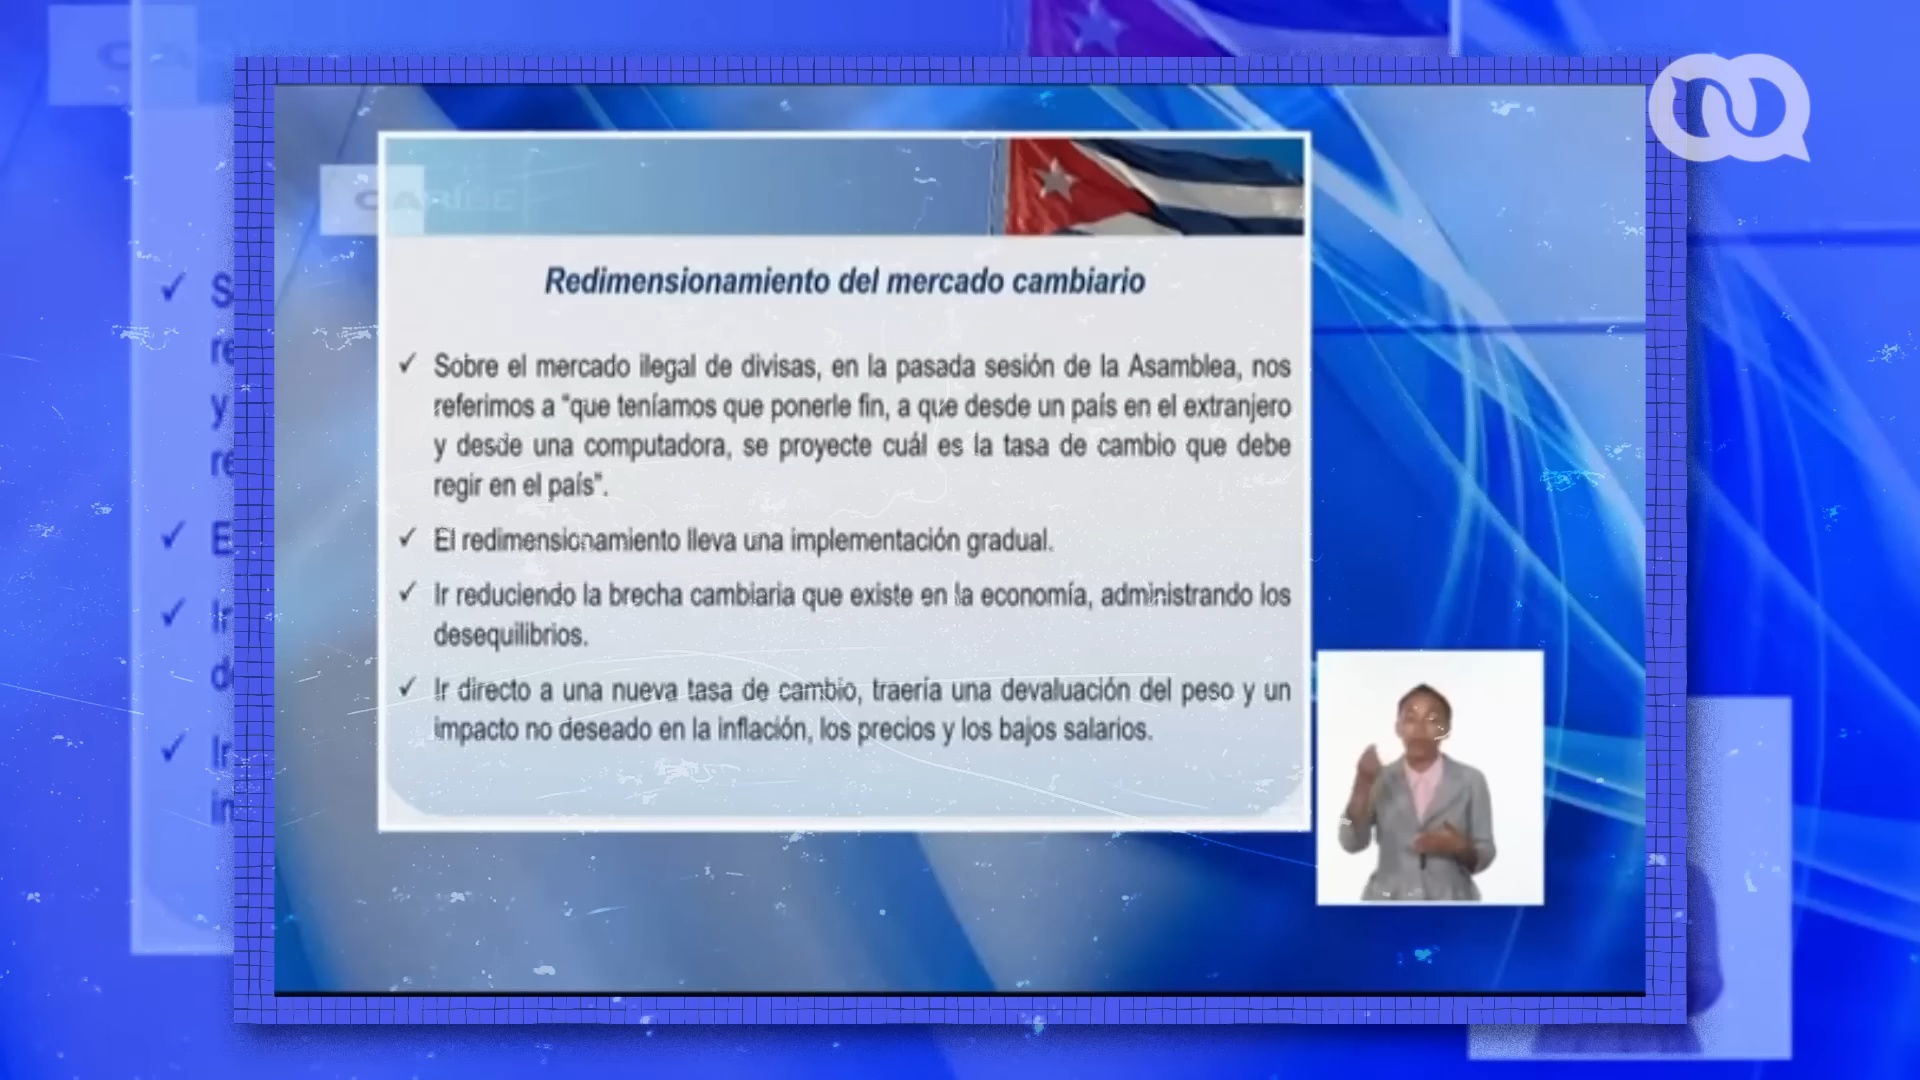 CARIBE
Redimensionamiento del mercado cambiario
✓ Sobre el mercado ilegal de divisas, en la pasada sesión de la Asamblea, nos
referimos a “que teníamos que ponerle fin, a que desde un país en el extranjero
y desde una computadora, se proyecte cuál es la tasa de cambio que debe
regir en el país”.
✓ El redimensionamiento lleva una implementación gradual.
✓ Ir reduciendo la brecha cambiaria que existe en la economía, administrando los
desequilibrios.
✓ Ir directo a una nueva tasa de cambio, traería una devaluación del peso y un
impacto no deseado en la inflación, los precios y los bajos salarios.